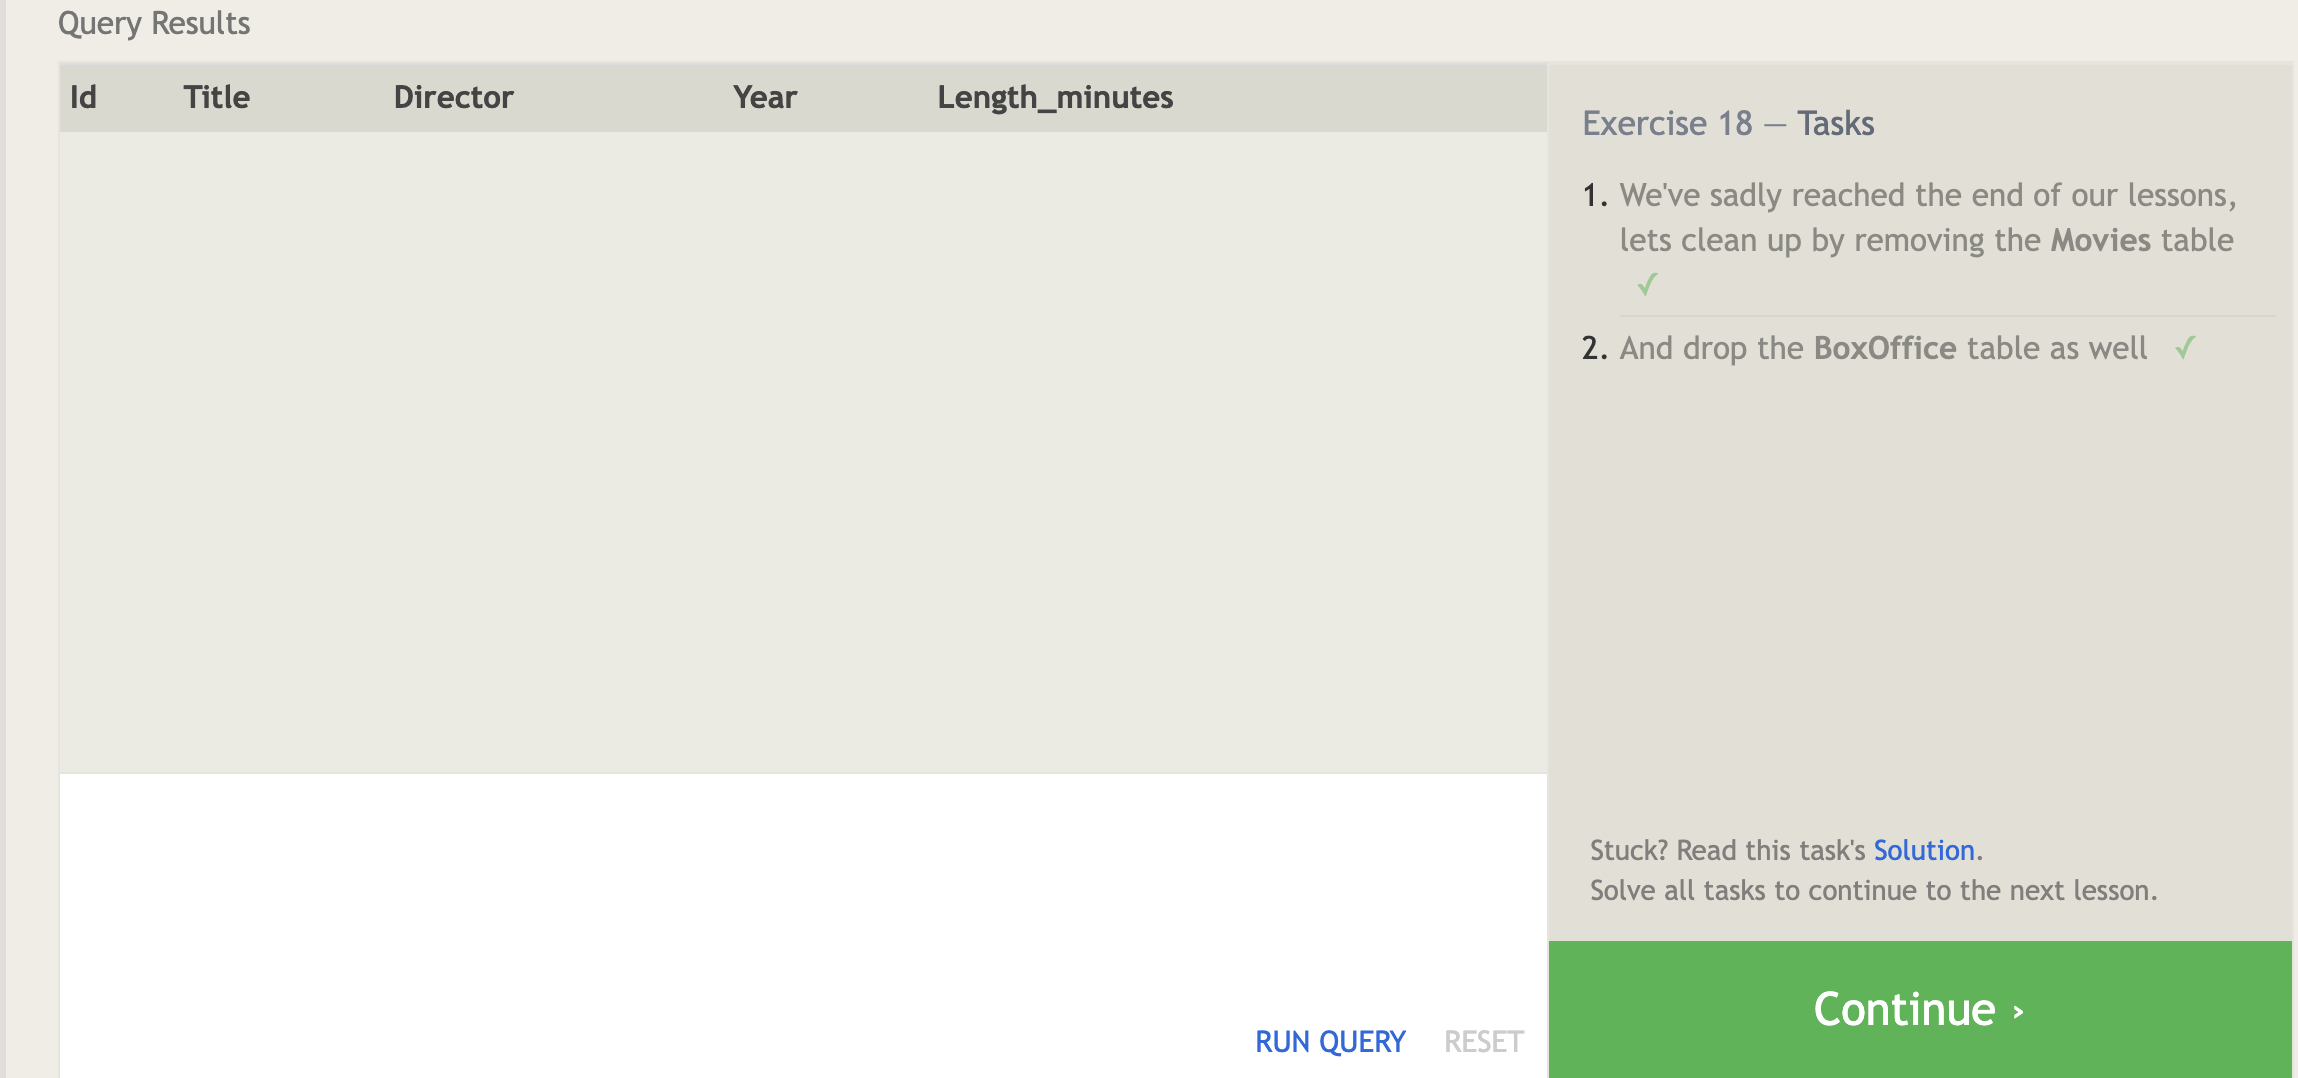 Query Results
Id Title Director Year Length_minutes
Exercise 18 — Tasks
1. We've sadly reached the end of our lessons,
lets clean up by removing the Movies table
✓
2. And drop the BoxOffice table as well ✓
Stuck? Read this task's Solution.
Solve all tasks to continue to the next lesson.
RUN QUERY RESET
Continue ›